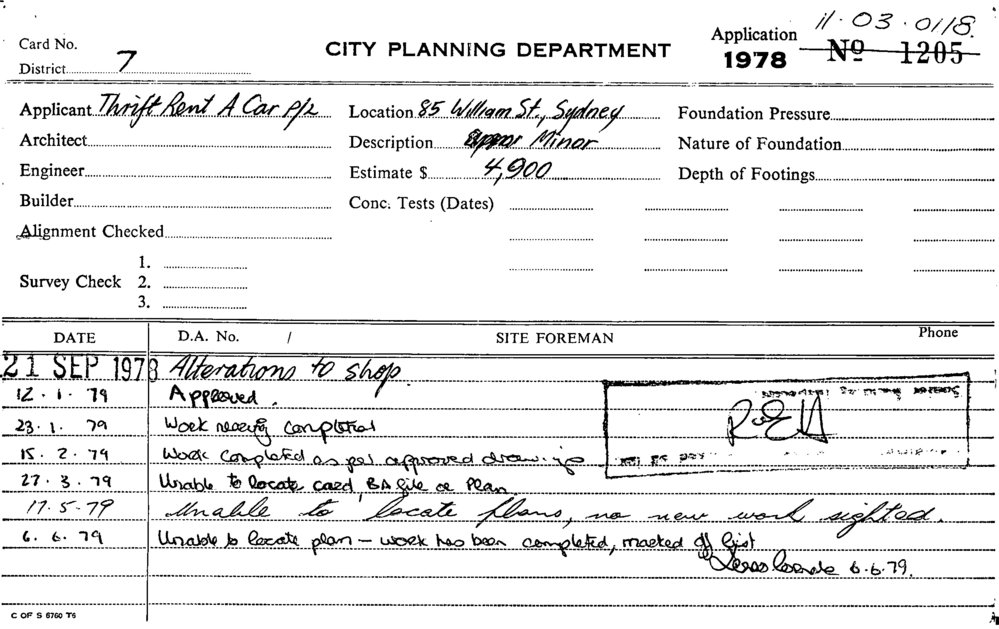 11.03.0118.
Card No. CITY PLANNING DEPARTMENT Application
District 7 1978 Nº 1205
Applicant Thrift Rent A Car P/L Location 85 William St., Sydney Foundation Pressure
Architect Description Minor Nature of Foundation
Engineer Estimate $ 4,900 Depth of Footings
Builder Conc. Tests (Dates)
Alignment Checked
1.
Survey Check 2.
3.
DATE D.A. No. / SITE FOREMAN Phone
21 SEP 1978 Alterations to shop.
12.1.79 Approved.
23.1.79 Work nearing completion
15.2.79 Work completed as per approved drawings
27.3.79 Unable to locate card, BA file or Plan
17.5.79 Unable to locate plans, no new work sighted.
6.6.79 Unable to locate plan – work has been completed, marked off list
6.6.79.
C OF S 6760 T6